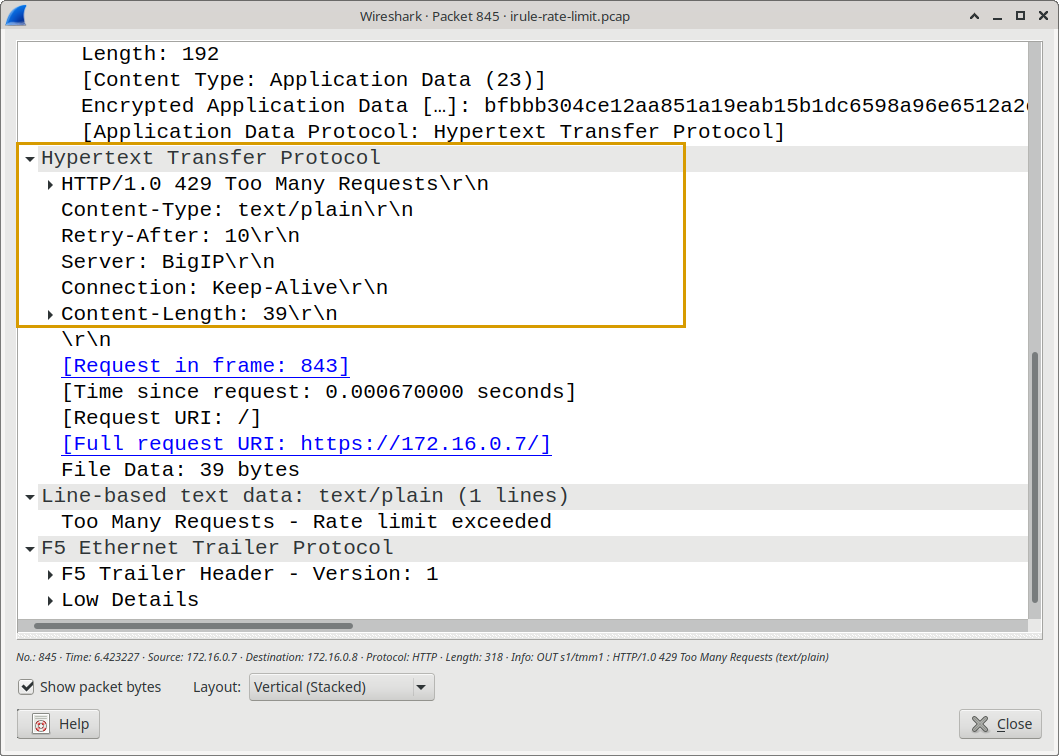 Wireshark · Packet 845 · irule-rate-limit.pcap
Length: 192
[Content Type: Application Data (23)]
Encrypted Application Data […]: bfbbb304ce12aa851a19eab15b1dc6598a96e6512a2
[Application Data Protocol: Hypertext Transfer Protocol]
Hypertext Transfer Protocol
HTTP/1.0 429 Too Many Requests\r\n
Content-Type: text/plain\r\n
Retry-After: 10\r\n
Server: BigIP\r\n
Connection: Keep-Alive\r\n
Content-Length: 39\r\n
\r\n
[Request in frame: 843]
[Time since request: 0.000670000 seconds]
[Request URI: /]
[Full request URI: https://172.16.0.7/]
File Data: 39 bytes
Line-based text data: text/plain (1 lines)
Too Many Requests - Rate limit exceeded
F5 Ethernet Trailer Protocol
F5 Trailer Header - Version: 1
Low Details
No.: 845 · Time: 6.423227 · Source: 172.16.0.7 · Destination: 172.16.0.8 · Protocol: HTTP · Length: 318 · Info: OUT s1/tmm1 : HTTP/1.0 429 Too Many Requests (text/plain)
Show packet bytes Layout: Vertical (Stacked)
Help Close